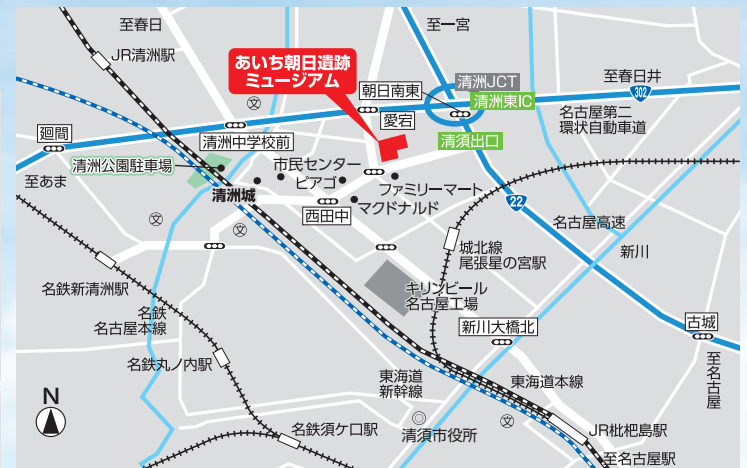 至春日
至一宮
JR清洲駅
あいち朝日遺跡
ミュージアム
朝日南東
清洲JCT
至春日井
清洲東IC
302
愛宕
名古屋第二
環状自動車道
廻間
清洲中学校前
清須出口
清洲公園駐車場
市民センター
ピアゴ
ファミリーマート
至あま
清洲城
マクドナルド
西田中
22
名古屋高速
新川
城北線
尾張星の宮駅
名鉄新清洲駅
キリンビール
名古屋工場
名鉄
名古屋本線
新川大橋北
古城
至名古屋
名鉄丸ノ内駅
東海道
新幹線
東海道本線
N
名鉄須ケ口駅
清須市役所
JR枇杷島駅
至名古屋駅
文
文
文
文
文